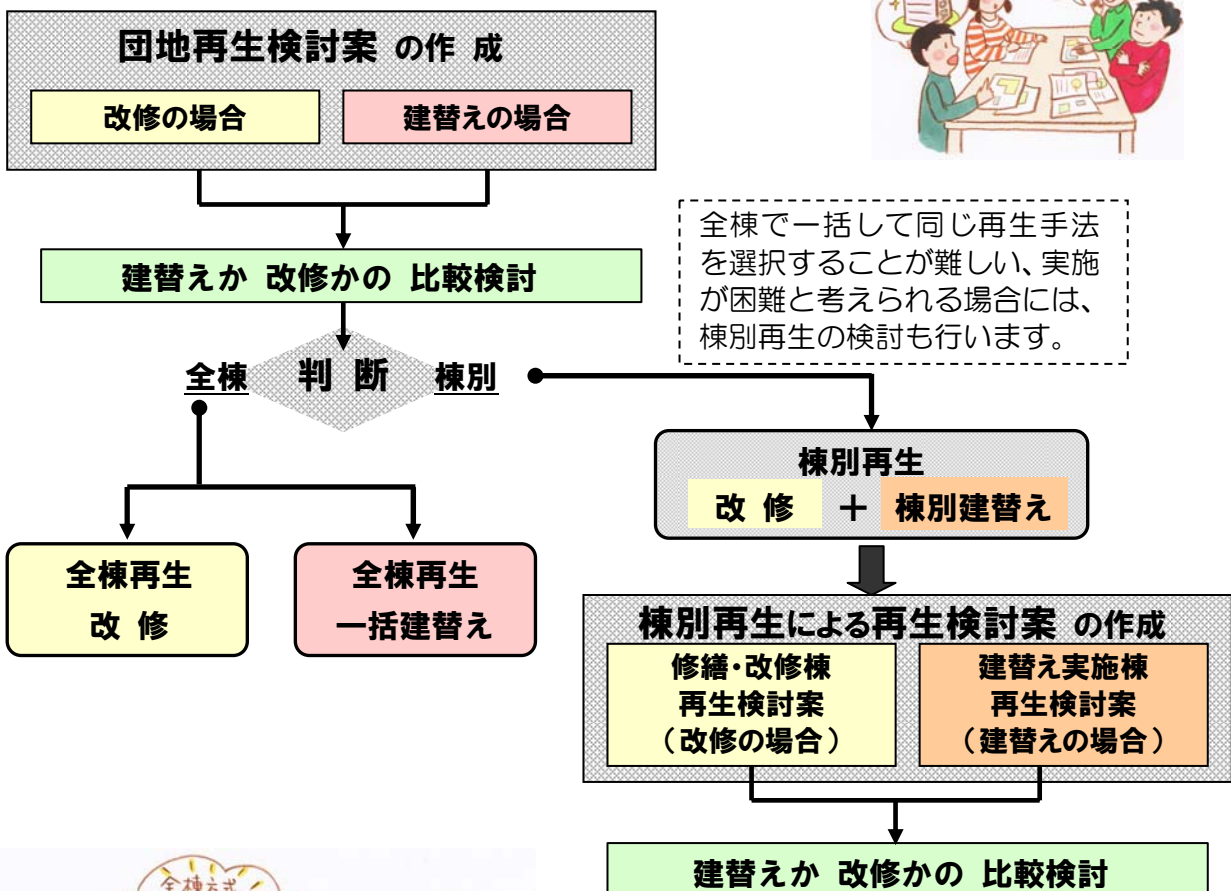 団地再生検討案 の作 成
改修の場合
建替えの場合
建替えか 改修かの 比較検討
全棟で一括して同じ再生手法
を選択することが難しい、実施
が困難と考えられる場合には、
棟別再生の検討も行います。
全棟 判 断 棟別
棟別再生
改 修 ＋ 棟別建替え
全棟再生
改 修
全棟再生
一括建替え
棟別再生による再生検討案 の作成
修繕・改修棟
再生検討案
（改修の場合）
建替え実施棟
再生検討案
（建替えの場合）
建替えか 改修かの 比較検討
全棟方式